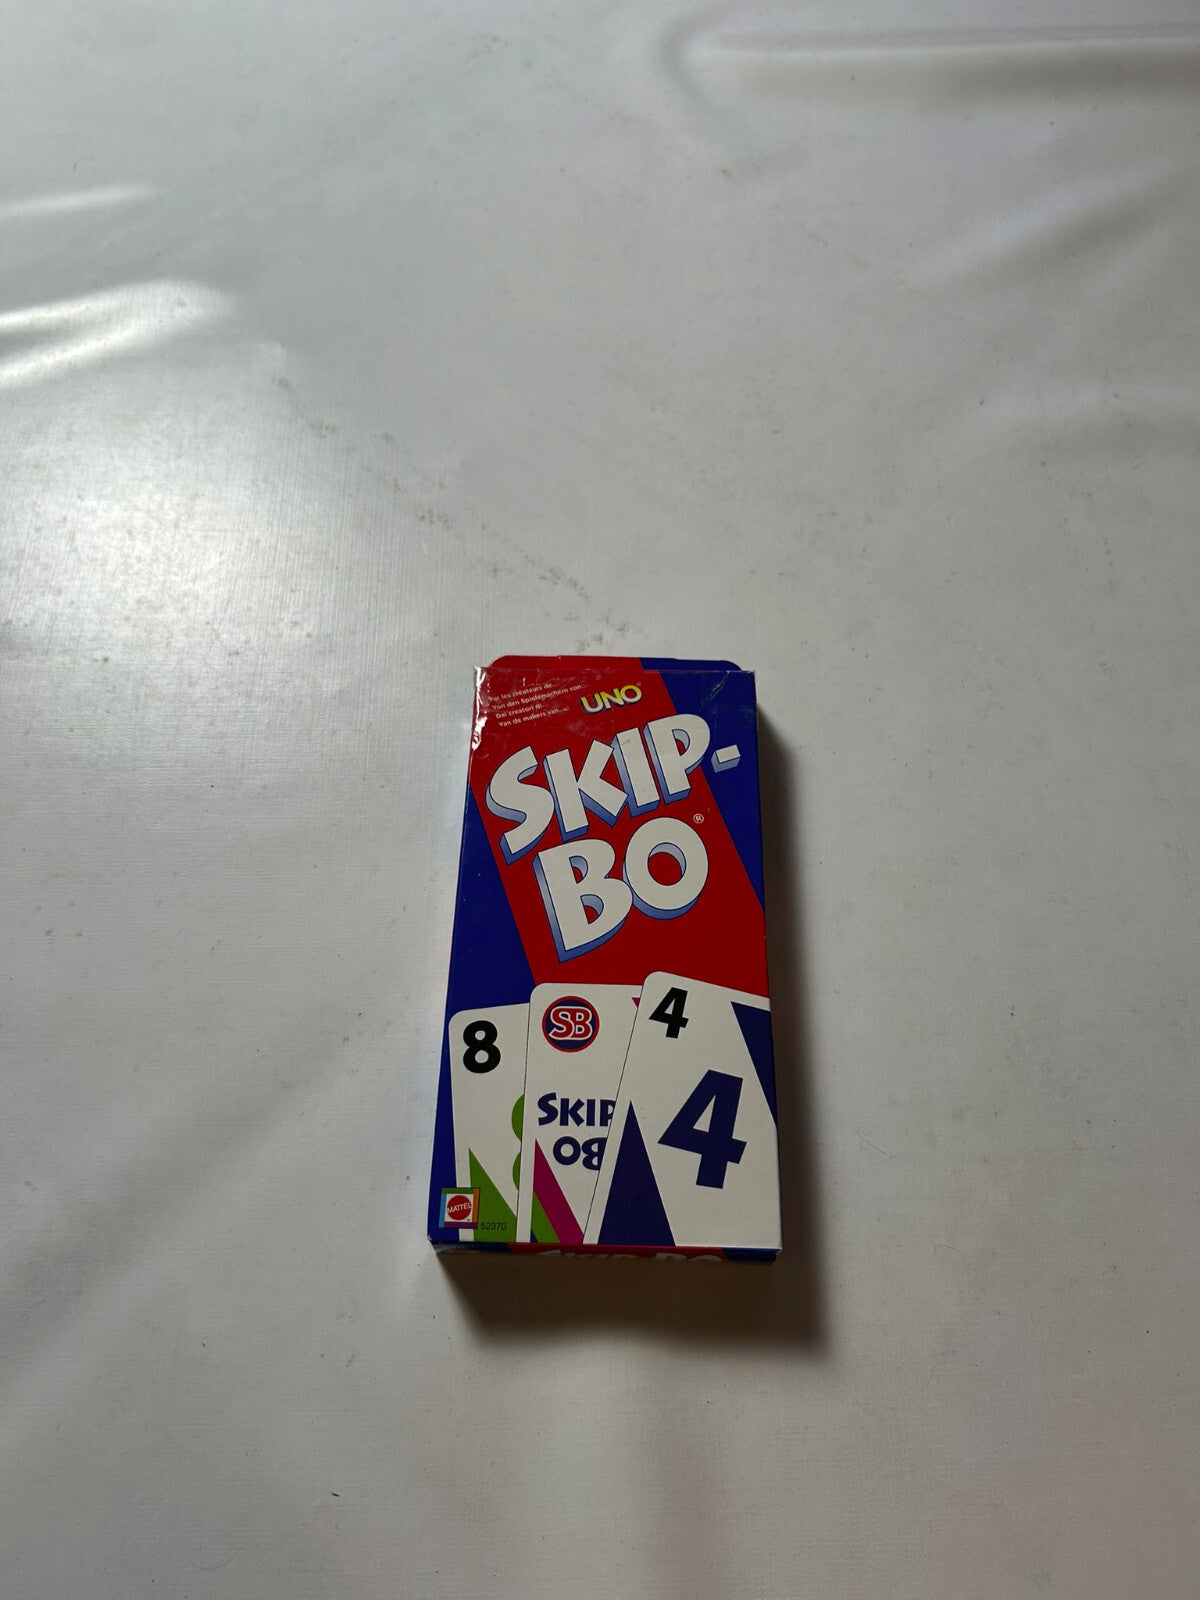 Par les créateurs de...
Von den Spielemachern von...
Dai creatori di...
Van de makers van...
UNO
SKIP-
BO®
8
SB
SKIP
BO
4
4
MATTEL
52370